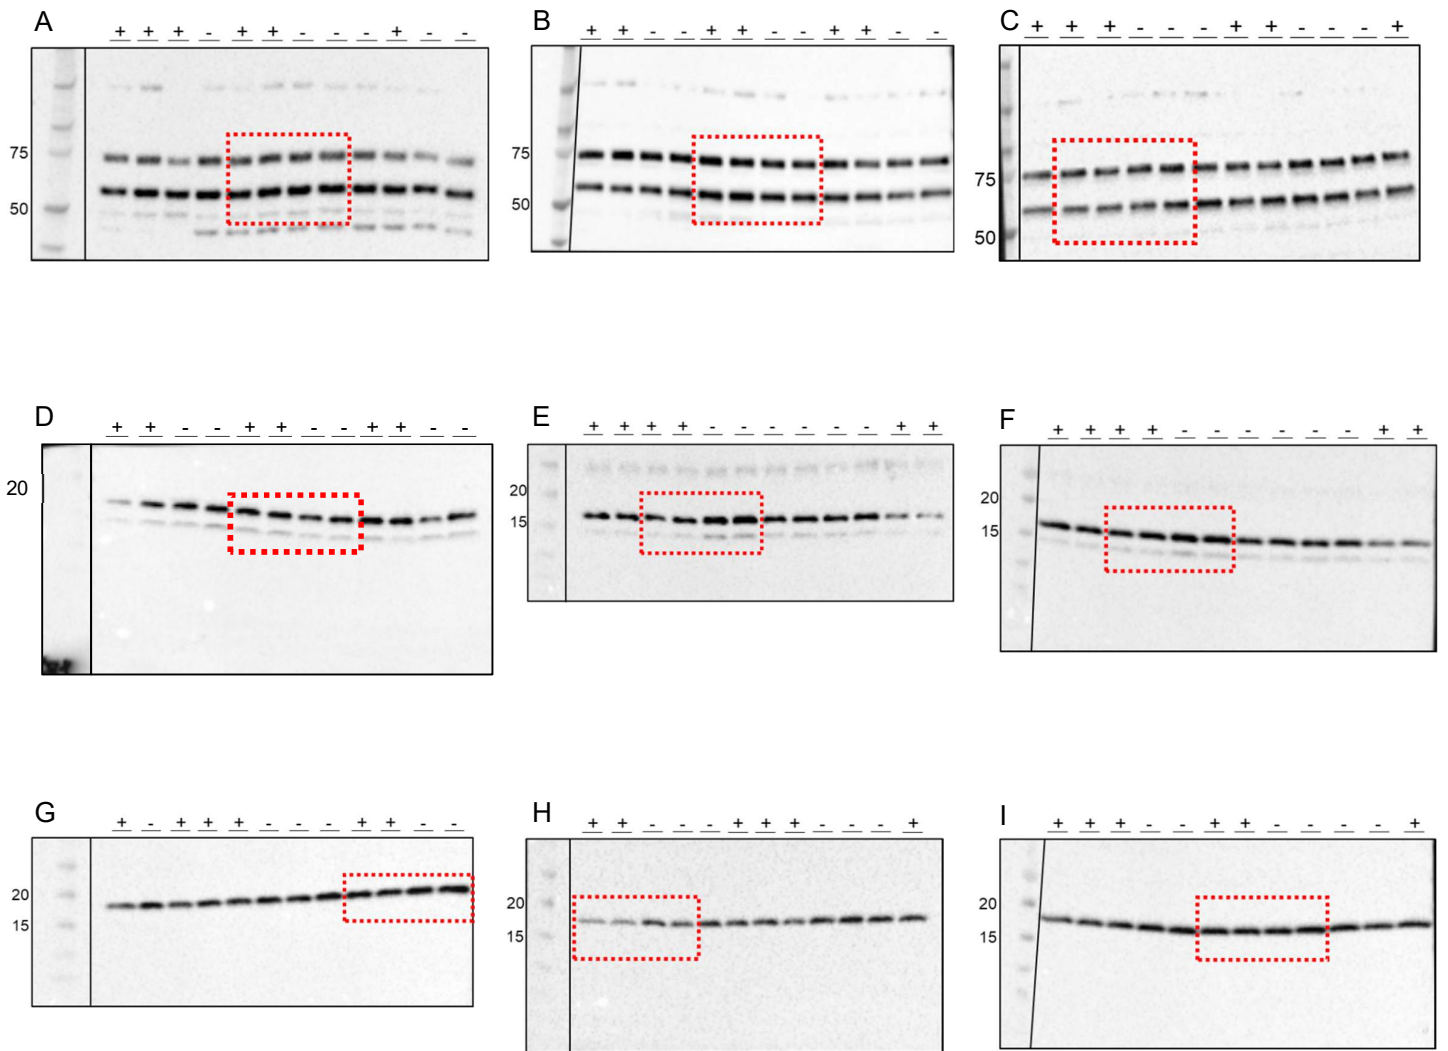 A + + + - + + - - - + - -
75
50
B + + - - + + - - + + - -
75
50
C + + + - - - + + - - - +
75
50
D + + - - + + - - + + - -
20
E + + + + - - - - - - + +
20
15
F + + + + - - - - - - + +
20
15
G + - + + + - - - + + - -
20
15
H + + - - - + + + - - - +
20
15
I + + + - - + + - - - - +
20
15